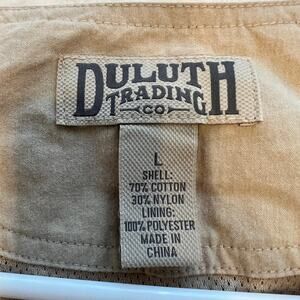 DULUTH
TRADING
CO
L
SHELL:
70% COTTON
30% NYLON
LINING:
100% POLYESTER
MADE IN
CHINA